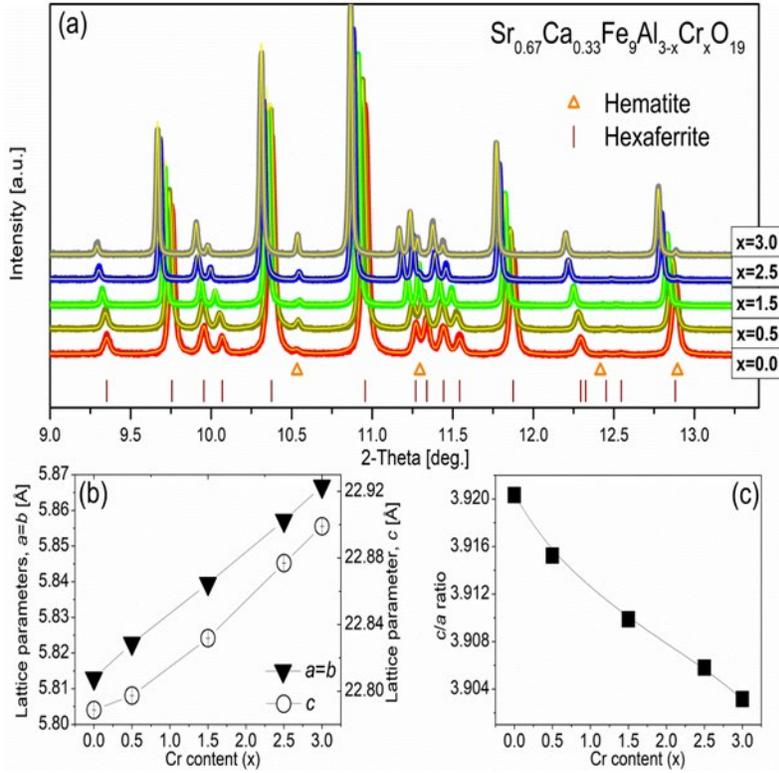 (a)
Sr0.67Ca0.33Fe9Al3-xCrxO19
Hematite
Hexaferrite
Intensity [a.u.]
x=3.0
x=2.5
x=1.5
x=0.5
x=0.0
9.0 9.5 10.0 10.5 11.0 11.5 12.0 12.5 13.0
2-Theta [deg.]
(b)
Lattice parameters, a=b [Å]
5.87
5.86
5.85
5.84
5.83
5.82
5.81
5.80
22.92
22.88
22.84
22.80
Lattice parameter, c [Å]
a=b
c
0.0 0.5 1.0 1.5 2.0 2.5 3.0
Cr content (x)
(c)
c/a ratio
3.920
3.916
3.912
3.908
3.904
0.0 0.5 1.0 1.5 2.0 2.5 3.0
Cr content (x)